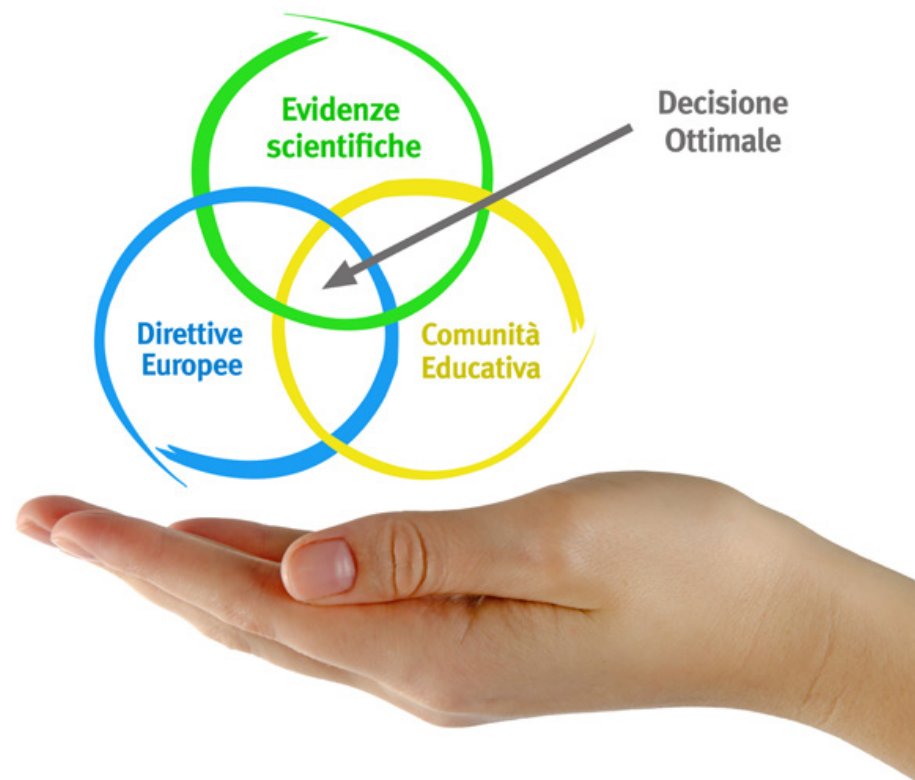 Evidenze
scientifiche
Decisione
Ottimale
Direttive
Europee
Comunità
Educativa